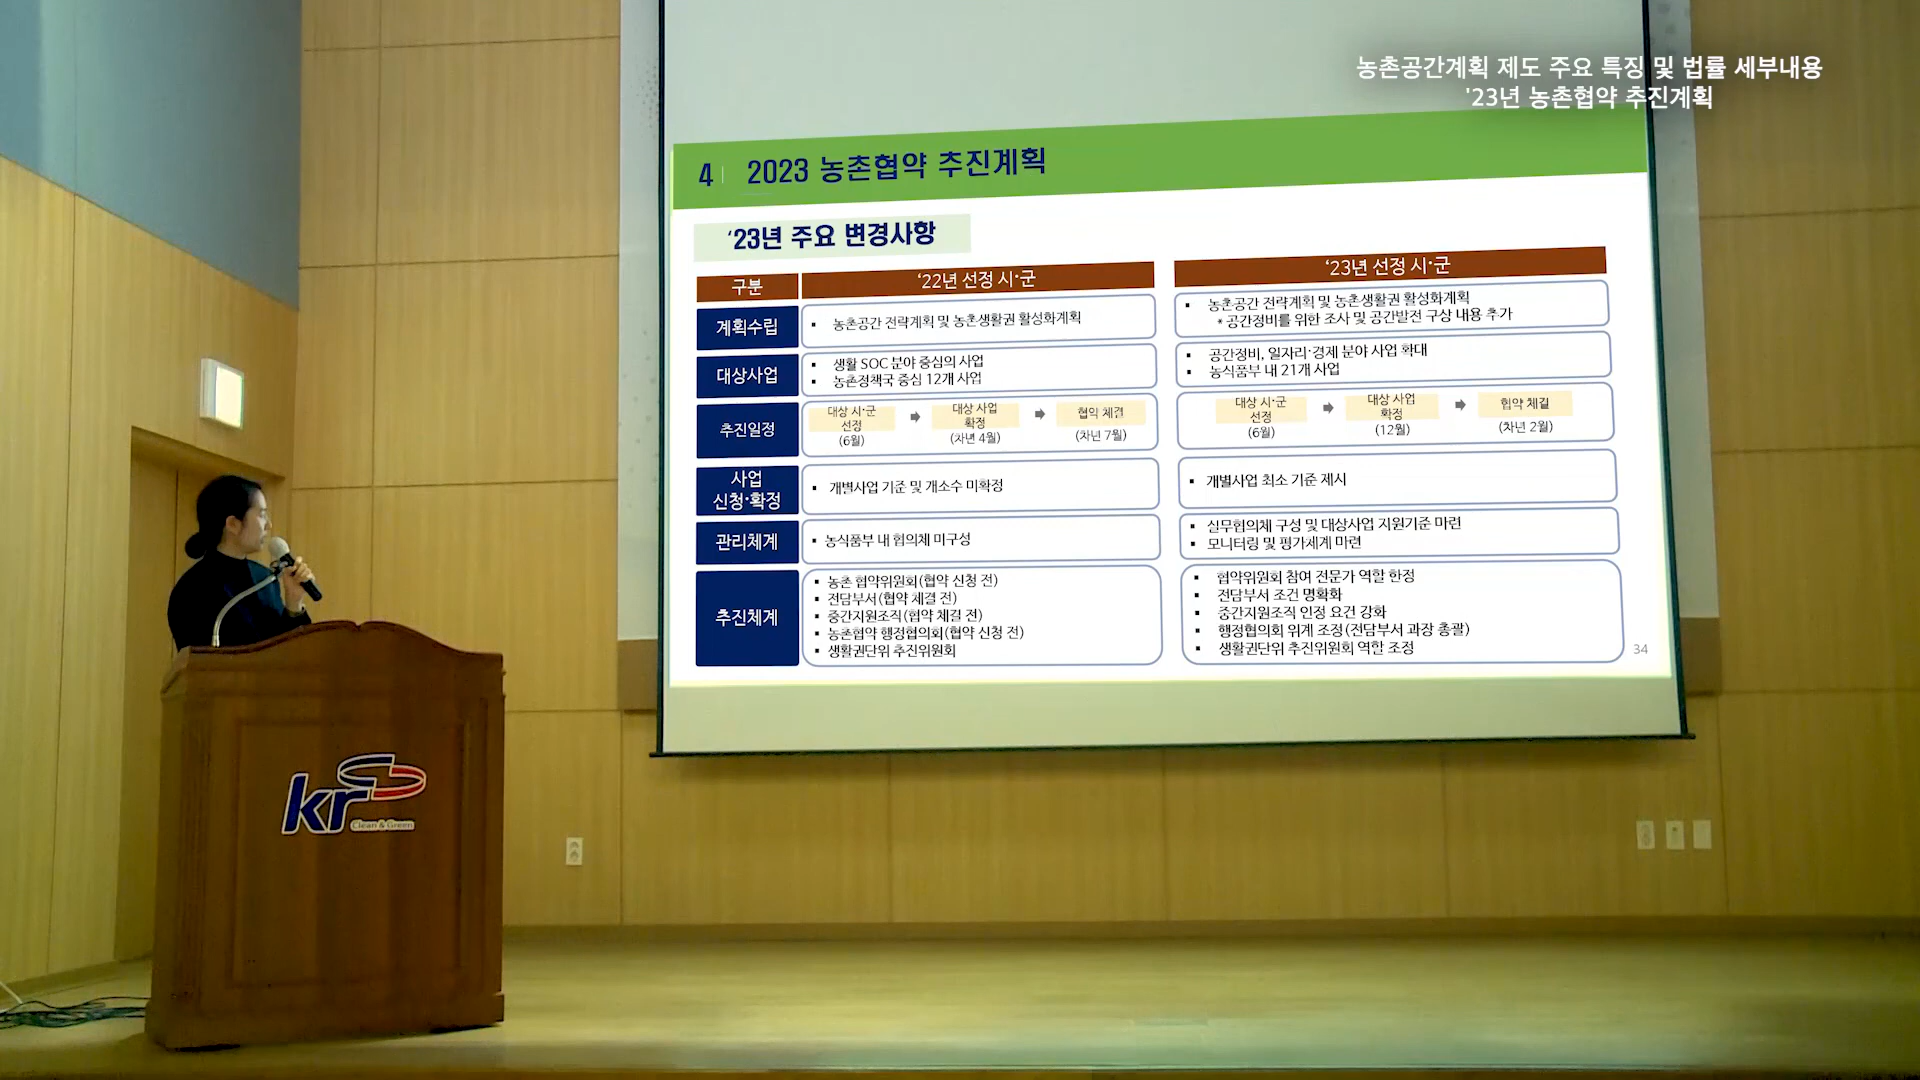 농촌공간계획 제도 주요 특징 및 법률 세부내용
'23년 농촌협약 추진계획
4 2023 농촌협약 추진계획
‘23년 주요 변경사항
구분 ‘22년 선정 시·군 ‘23년 선정 시·군
계획수립
▪ 농촌공간 전략계획 및 농촌생활권 활성화계획
▪ 농촌공간 전략계획 및 농촌생활권 활성화계획
* 공간정비를 위한 조사 및 공간발전 구상 내용 추가
대상사업
▪ 생활 SOC 분야 중심의 사업
▪ 농촌정책국 중심 12개 사업
▪ 공간정비, 일자리·경제 분야 사업 확대
▪ 농식품부 내 21개 사업
추진일정
대상 시·군
선정
(6월)
대상 사업
확정
(차년 4월)
협약 체결
(차년 7월)
대상 시·군
선정
(6월)
대상 사업
확정
(12월)
협약 체결
(차년 2월)
사업
신청·확정
▪ 개별사업 기준 및 개소수 미확정
▪ 개별사업 최소 기준 제시
관리체계
▪ 농식품부 내 협의체 미구성
▪ 실무협의체 구성 및 대상사업 지원기준 마련
▪ 모니터링 및 평가체계 마련
추진체계
▪ 농촌 협약위원회(협약 신청 전)
▪ 전담부서(협약 체결 전)
▪ 중간지원조직(협약 체결 전)
▪ 농촌협약 행정협의회(협약 신청 전)
▪ 생활권단위 추진위원회
▪ 협약위원회 참여 전문가 역할 한정
▪ 전담부서 조건 명확화
▪ 중간지원조직 인정 요건 강화
▪ 행정협의회 위계 조정(전담부서 과장 총괄)
▪ 생활권단위 추진위원회 역할 조정
34
kr
Clean & Green